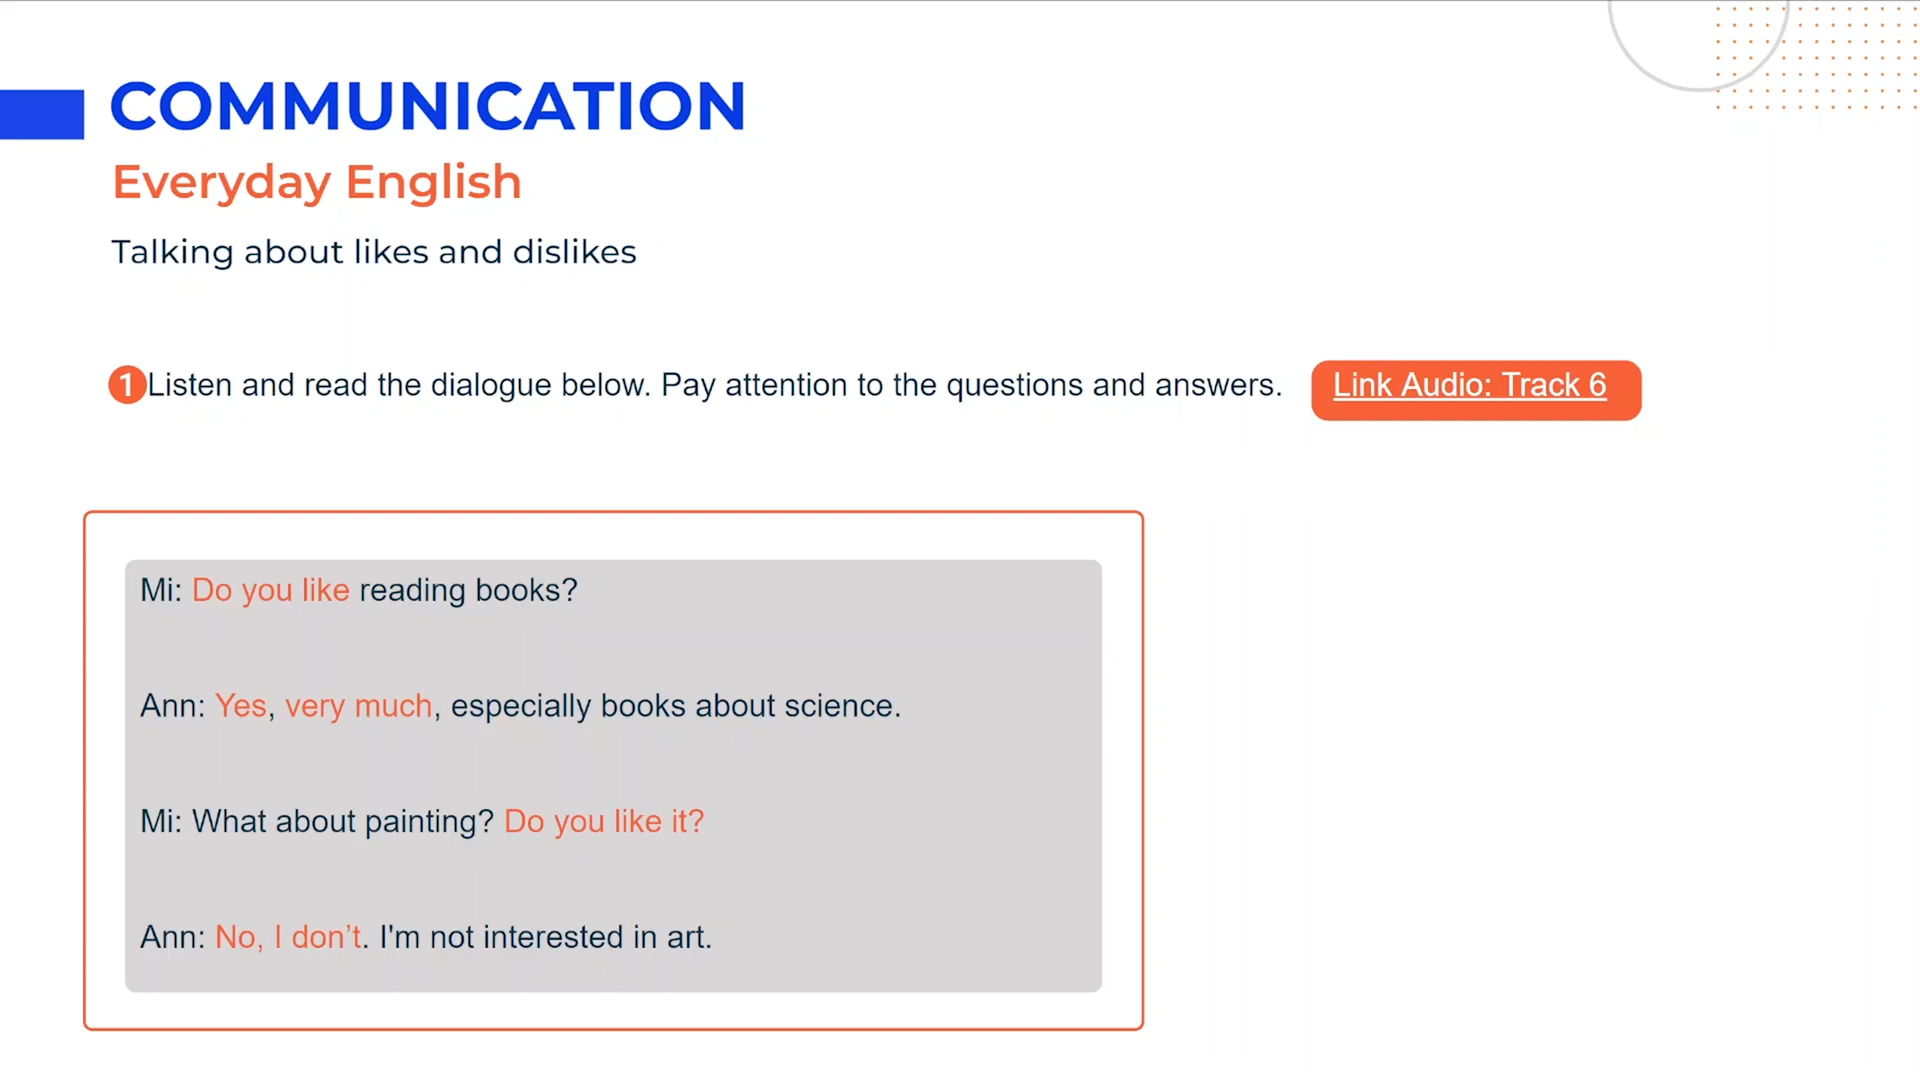 COMMUNICATION
Everyday English
Talking about likes and dislikes
1 Listen and read the dialogue below. Pay attention to the questions and answers.
Link Audio: Track 6
Mi: Do you like reading books?
Ann: Yes, very much, especially books about science.
Mi: What about painting? Do you like it?
Ann: No, I don’t. I'm not interested in art.